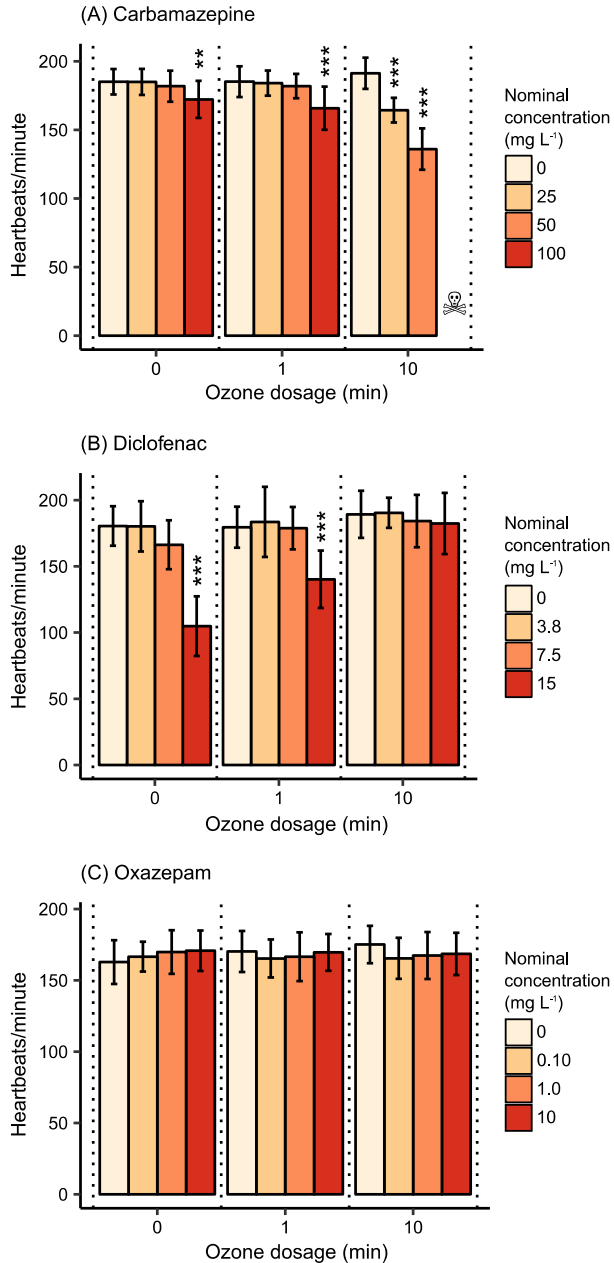 (A) Carbamazepine
Heartbeats/minute
200
150
100
50
0
**
***
***
***
0
1
10
Ozone dosage (min)
Nominal
concentration
(mg L⁻¹)
0
25
50
100
(B) Diclofenac
Heartbeats/minute
200
150
100
50
0
***
***
0
1
10
Ozone dosage (min)
Nominal
concentration
(mg L⁻¹)
0
3.8
7.5
15
(C) Oxazepam
Heartbeats/minute
200
150
100
50
0
0
1
10
Ozone dosage (min)
Nominal
concentration
(mg L⁻¹)
0
0.10
1.0
10